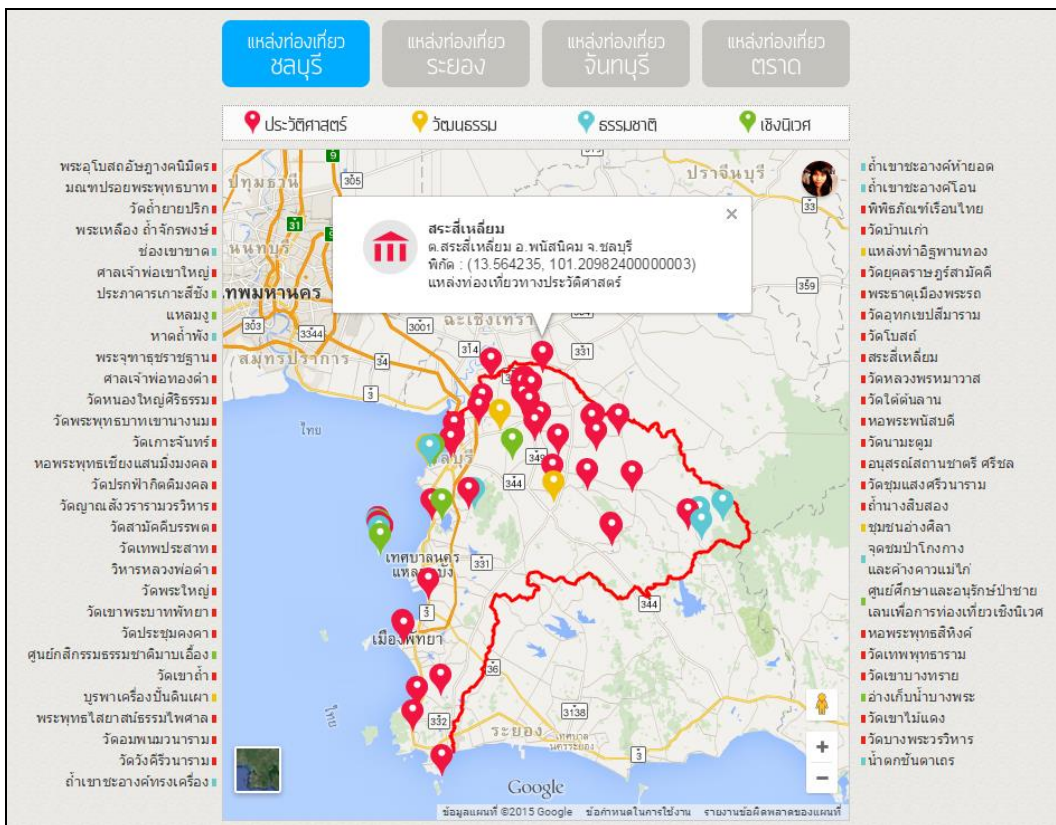 แหล่งท่องเที่ยว
ชลบุรี
แหล่งท่องเที่ยว
ระยอง
แหล่งท่องเที่ยว
จันทบุรี
แหล่งท่องเที่ยว
ตราด
ประวัติศาสตร์
วัฒนธรรม
ธรรมชาติ
เชิงนิเวศ
พระอุโบสถอัษฎางคนิมิตร
มณฑปรอยพระพุทธบาท
วัดถ้ำยายปริก
พระเหลือง ถ้ำจักรพงษ์
ช่องเขาขาด
ศาลเจ้าพ่อเขาใหญ่
ประภาคารเกาะสีชัง
แหลมงู
หาดถ้ำพัง
พระจุฑาธุชราชฐาน
ศาลเจ้าพ่อทองดำ
วัดหนองใหญ่ศิริธรรม
วัดพระพุทธบาทเขานางนม
วัดเกาะจันทร์
หอพระพุทธเชียงแสนมิ่งมงคล
วัดปรกฟ้ากิตติมงคล
วัดญาณสังวรารามวรวิหาร
วัดสามัคคีบรรพต
วัดเทพประสาท
วิหารหลวงพ่อดำ
วัดพระใหญ่
วัดเขาพระบาทพัทยา
วัดประชุมคงคา
ศูนย์กสิกรรมธรรมชาติมาบเอื้อง
วัดเขาถ้ำ
บูรพาเครื่องปั้นดินเผา
พระพุทธไสยาสน์ธรรมไพศาล
วัดอมพนมวนาราม
วัดวังคีรีวนาราม
ถ้ำเขาชะอางค์ทรงเครื่อง
สระสี่เหลี่ยม
ต.สระสี่เหลี่ยม อ.พนัสนิคม จ.ชลบุรี
พิกัด : (13.564235, 101.20982400000003)
แหล่งท่องเที่ยวทางประวัติศาสตร์
×
ปทุมธานี
305
9
ปราจีนบุรี
33
31
นนทบุรี
359
ทพมหานคร
303
3344
3001
ฉะเชิงเทรา
สมุทรปราการ
34
314
331
3
ไทย
349
344
เทศบาลนคร
331
3
344
เมืองพัทยา
36
ไทย
332
3138
ระยอง
เทศบาล
นครระยอง
3
+
−
Google
ข้อมูลแผนที่ ©2015 Google
ข้อกำหนดในการใช้งาน
รายงานข้อผิดพลาดของแผนที่
ถ้ำเขาชะอางค์ห้ายอด
ถ้ำเขาชะอางค์โอน
พิพิธภัณฑ์เรือนไทย
วัดบ้านเก่า
แหล่งทำอิฐพานทอง
วัดยุคลราษฎร์สามัคคี
พระธาตุเมืองพระรถ
วัดอุทกเขปสีมาราม
วัดโบสถ์
สระสี่เหลี่ยม
วัดหลวงพรหมาวาส
วัดใต้ต้นลาน
หอพระพนัสบดี
วัดนามะตูม
อนุสรณ์สถานชาตรี ศรีชล
วัดชุมแสงศรีวนาราม
ถ้ำนางสิบสอง
ชุมชนอ่างศิลา
จุดชมป่าโกงกาง
และค้างคาวแม่ไก่
ศูนย์ศึกษาและอนุรักษ์ป่าชาย
เลนเพื่อการท่องเที่ยวเชิงนิเวศ
หอพระพุทธสิหิงค์
วัดเทพพุทธาราม
วัดเขาบางทราย
อ่างเก็บน้ำบางพระ
วัดเขาไม้แดง
วัดบางพระวรวิหาร
น้ำตกชันตาเถร